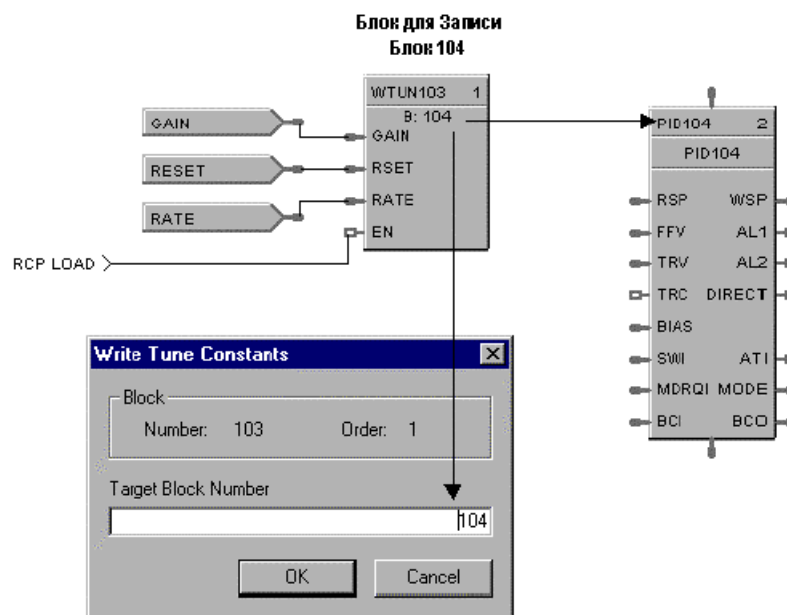 Блок для Записи
Блок 104
WTUN103 1
B: 104
GAIN
GAIN
RESET
RSET
RATE
RATE
EN
RCP LOAD
PID104 2
PID104
RSP WSP
FFV AL1
TRV AL2
TRC DIRECT
BIAS
SWI ATI
MDRQI MODE
BCI BCO
Write Tune Constants
Block
Number: 103 Order: 1
Target Block Number
104
OK Cancel